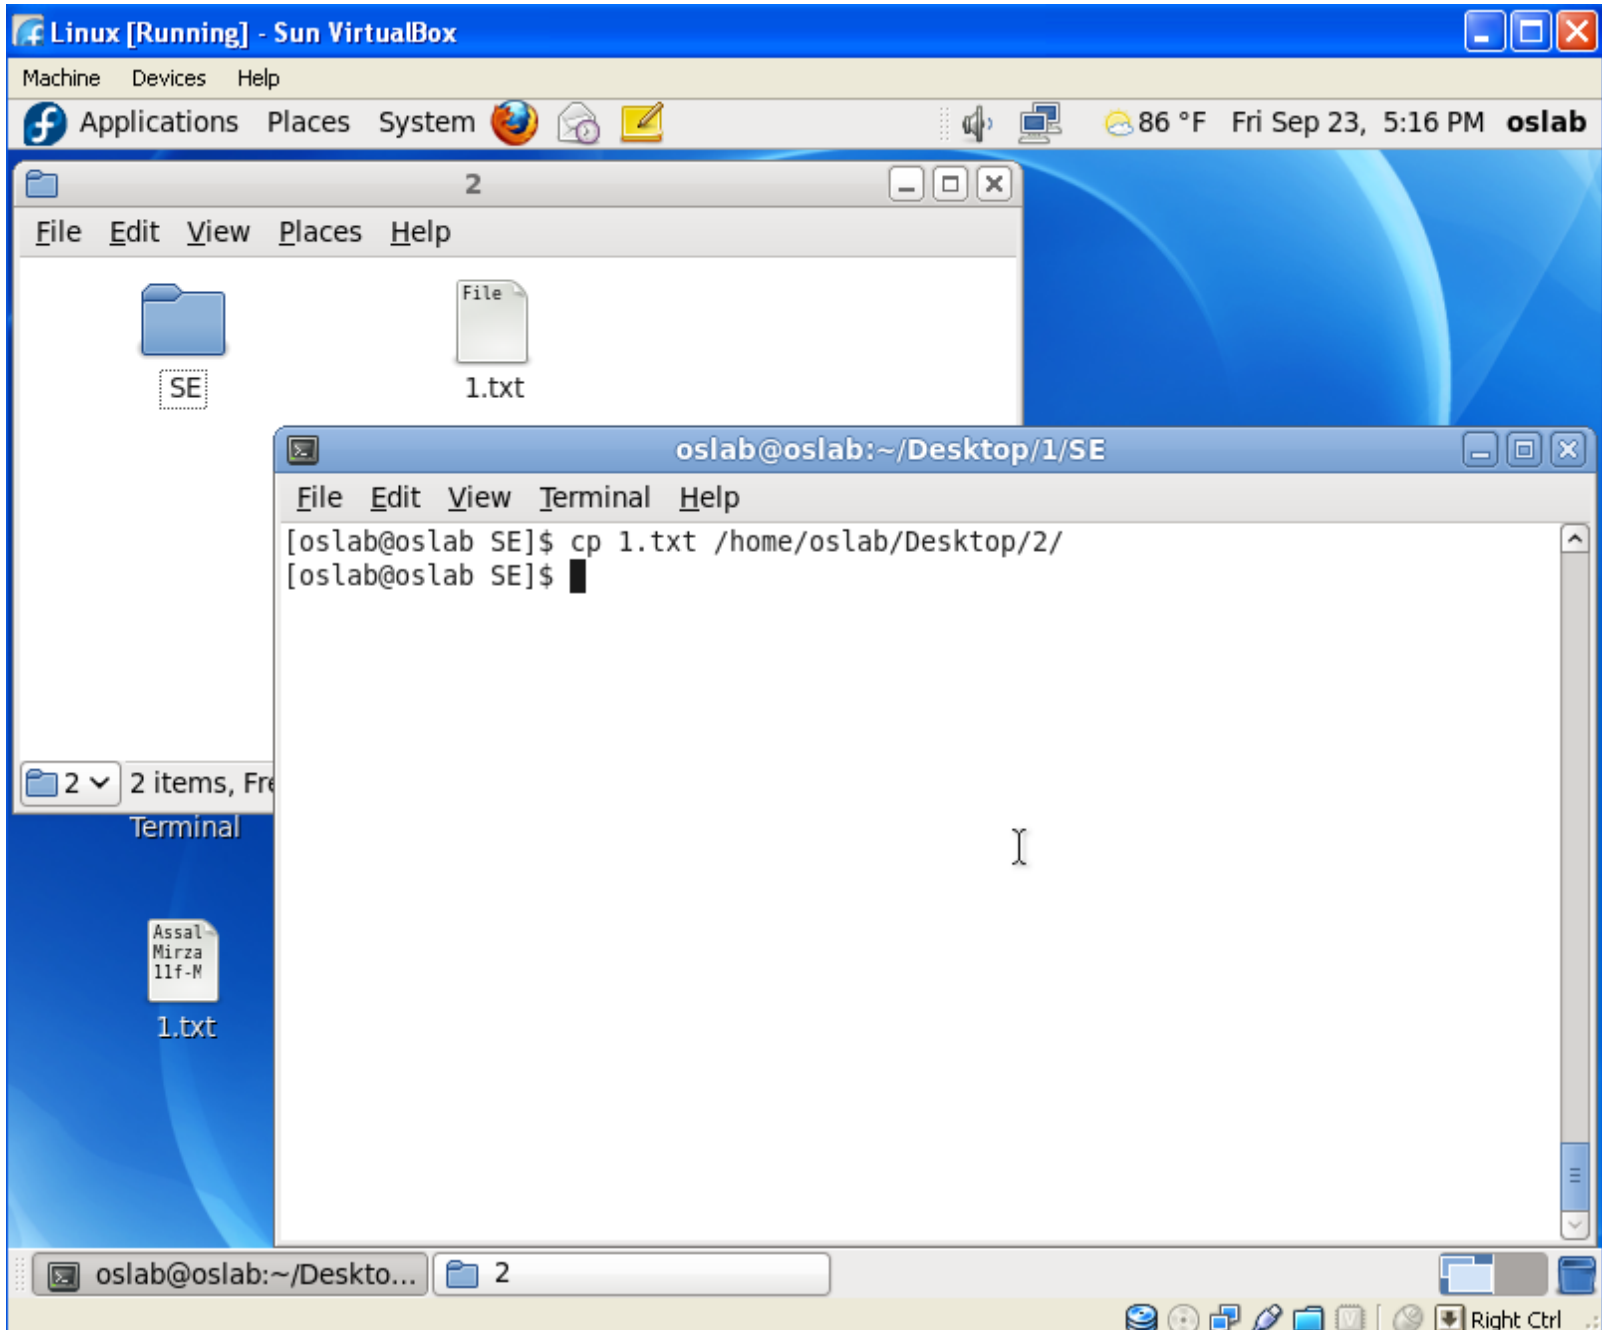 Linux [Running] - Sun VirtualBox
Machine Devices Help
Applications Places System 86 °F Fri Sep 23, 5:16 PM oslab
2
File Edit View Places Help
File
SE
1.txt
oslab@oslab:~/Desktop/1/SE
File Edit View Terminal Help
[oslab@oslab SE]$ cp 1.txt /home/oslab/Desktop/2/
[oslab@oslab SE]$
2 2 items, Fre
Terminal
Assal
Mirza
11f-M
1.txt
oslab@oslab:~/Deskto... 2
Right Ctrl